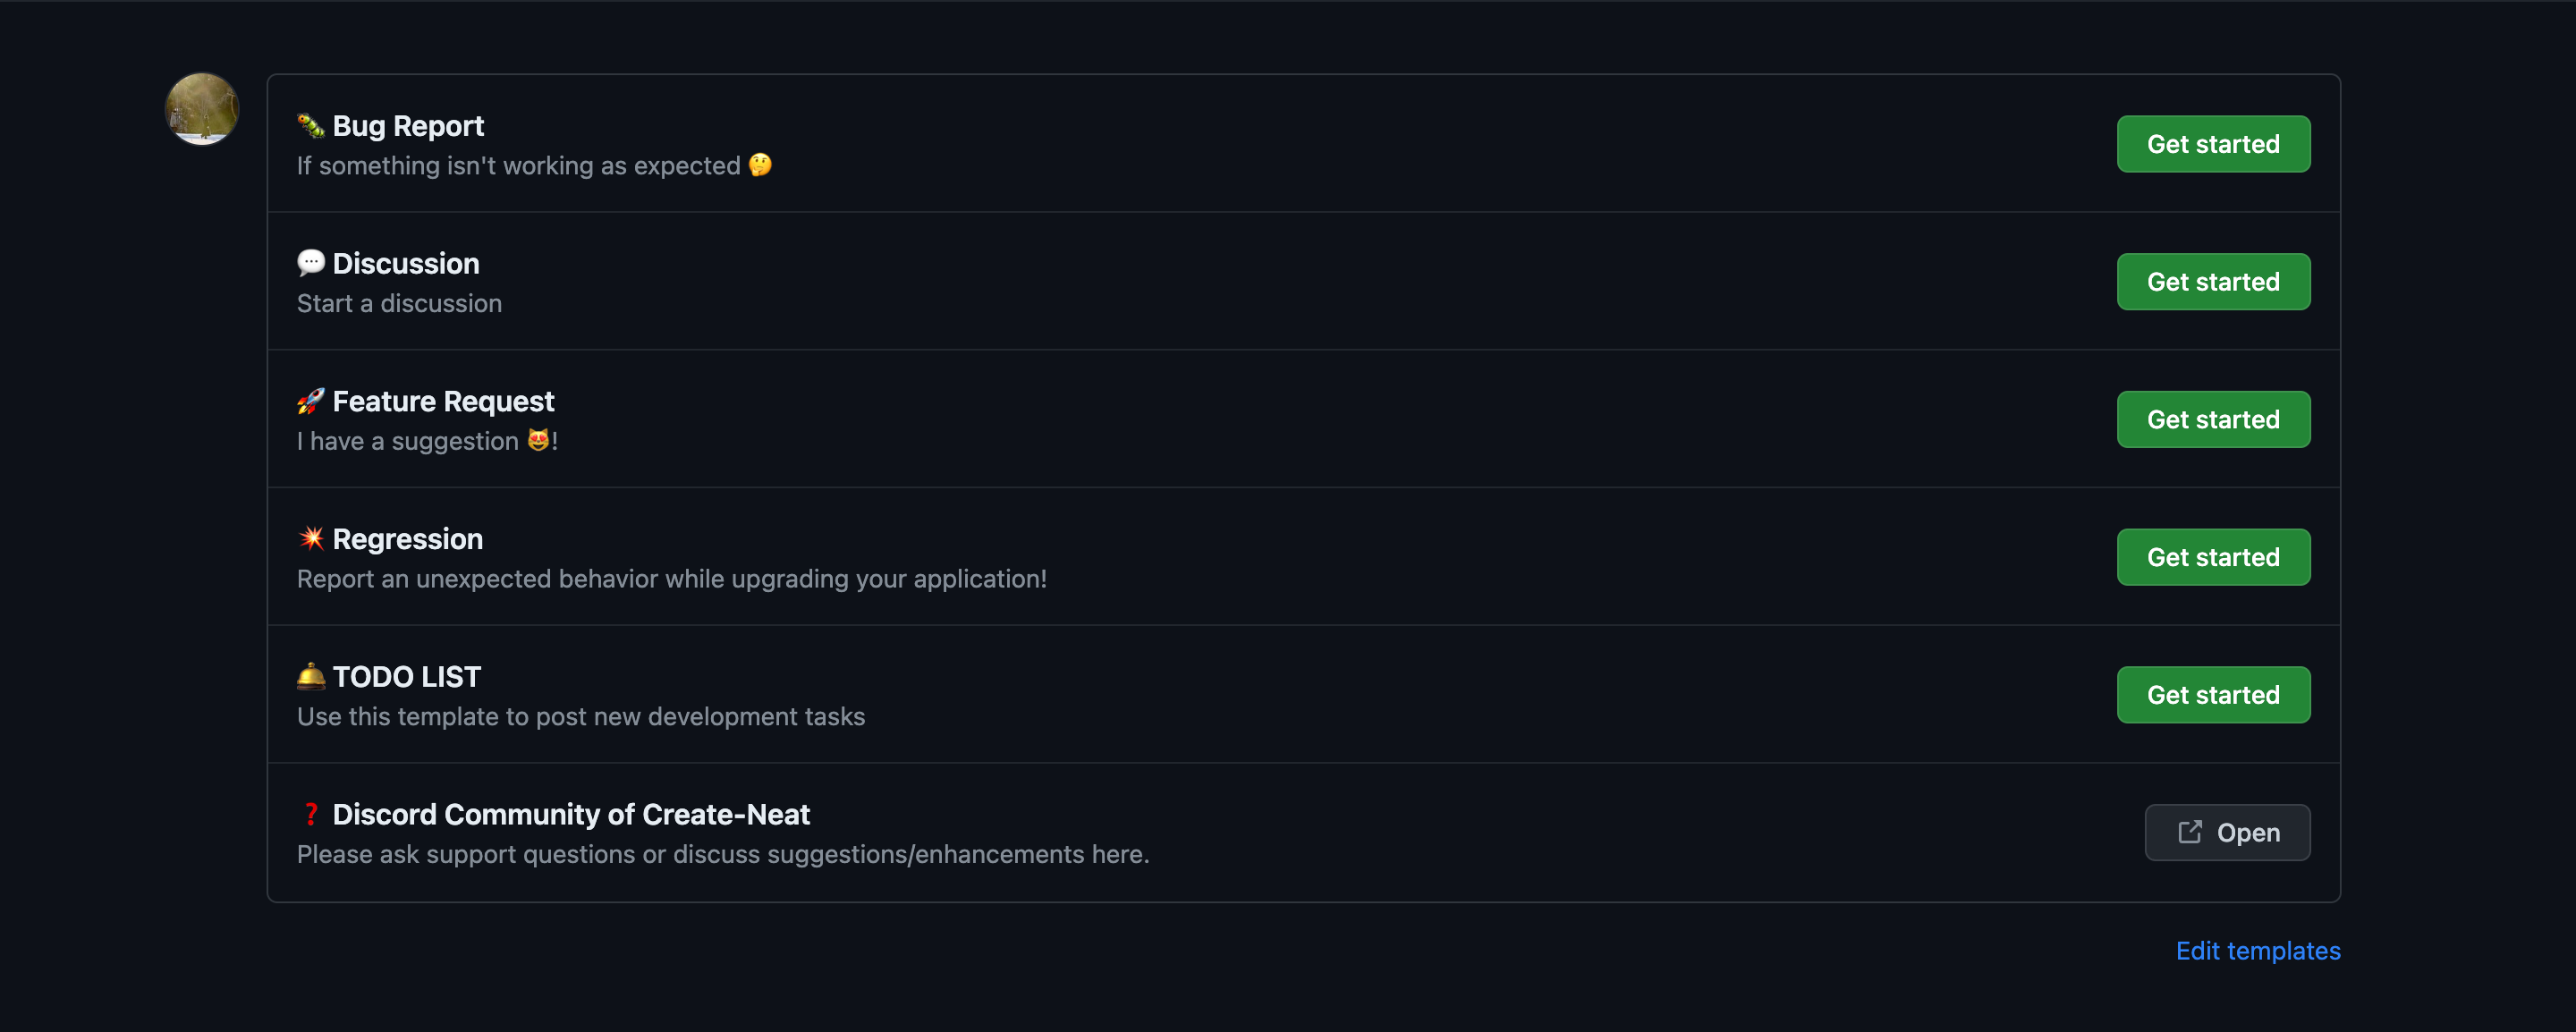 🐛 Bug Report
If something isn't working as expected 🤔
Get started
💬 Discussion
Start a discussion
Get started
🚀 Feature Request
I have a suggestion 😻!
Get started
💥 Regression
Report an unexpected behavior while upgrading your application!
Get started
🛎️ TODO LIST
Use this template to post new development tasks
Get started
❓ Discord Community of Create-Neat
Please ask support questions or discuss suggestions/enhancements here.
Open
Edit templates